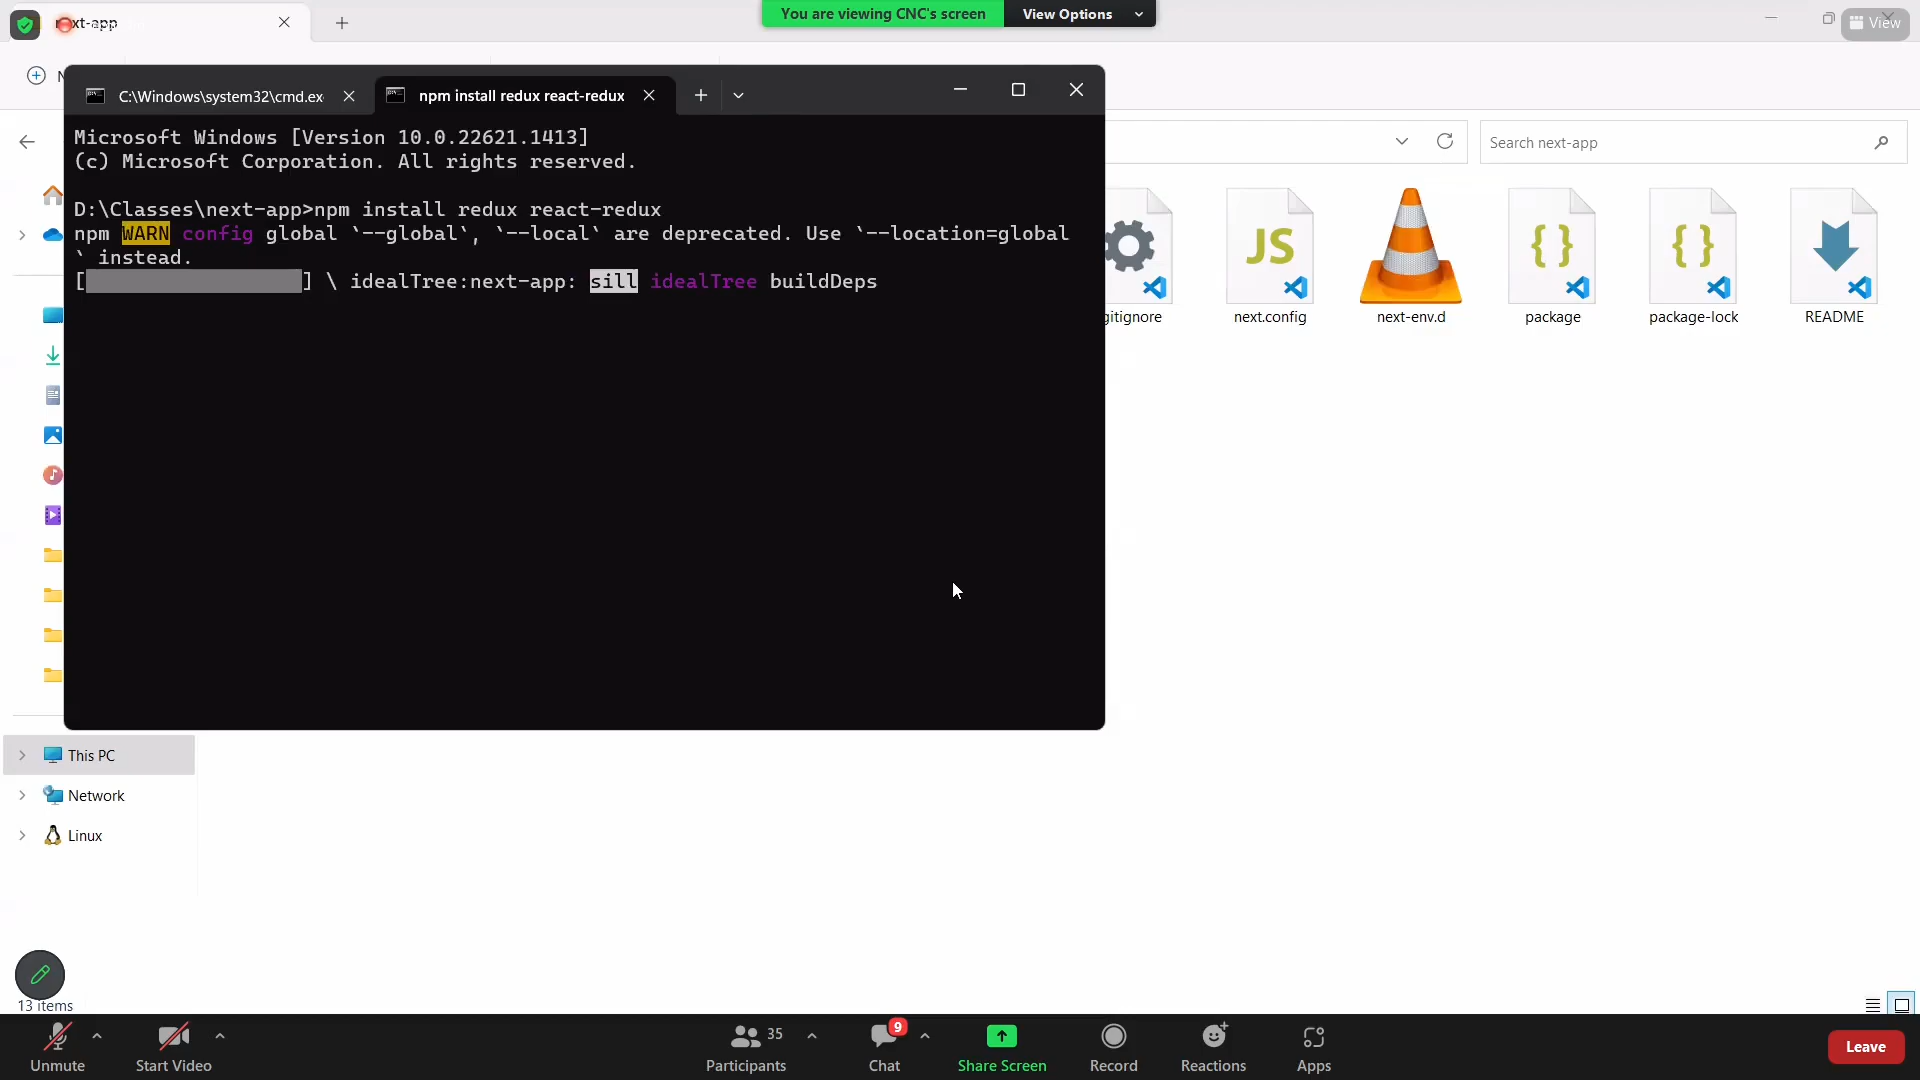 next-app
You are viewing CNC's screen
View Options
View
C:\Windows\system32\cmd.ex
npm install redux react-redux
Microsoft Windows [Version 10.0.22621.1413]
(c) Microsoft Corporation. All rights reserved.
D:\Classes\next-app>npm install redux react-redux
npm WARN config global `--global`, `--local` are deprecated. Use `--location=global
` instead.
[                  ] \ idealTree:next-app: sill idealTree buildDeps
Search next-app
JS
{ }
{ }
gitignore
next.config
next-env.d
package
package-lock
README
This PC
Network
Linux
13 items
Unmute
Start Video
35
Participants
9
Chat
Share Screen
Record
Reactions
Apps
Leave